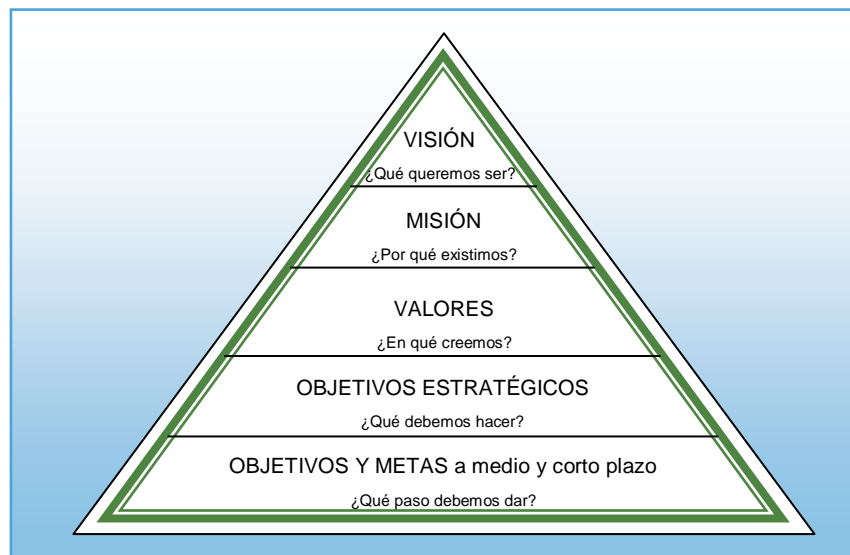 VISIÓN
¿Qué queremos ser?
MISIÓN
¿Por qué existimos?
VALORES
¿En qué creemos?
OBJETIVOS ESTRATÉGICOS
¿Qué debemos hacer?
OBJETIVOS Y METAS a medio y corto plazo
¿Qué paso debemos dar?